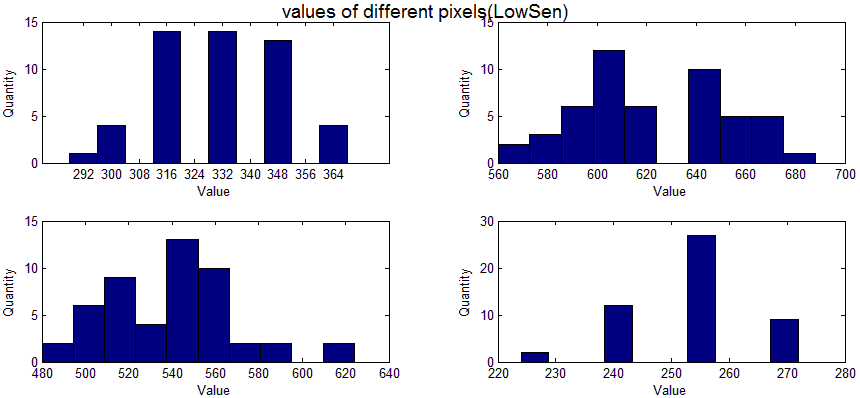 values of different pixels(LowSen)
15
10
5
0
Quantity
292 300 308 316 324 332 340 348 356 364
Value
15
10
5
0
Quantity
560 580 600 620 640 660 680 700
Value
15
10
5
0
Quantity
480 500 520 540 560 580 600 620 640
Value
30
20
10
0
Quantity
220 230 240 250 260 270 280
Value